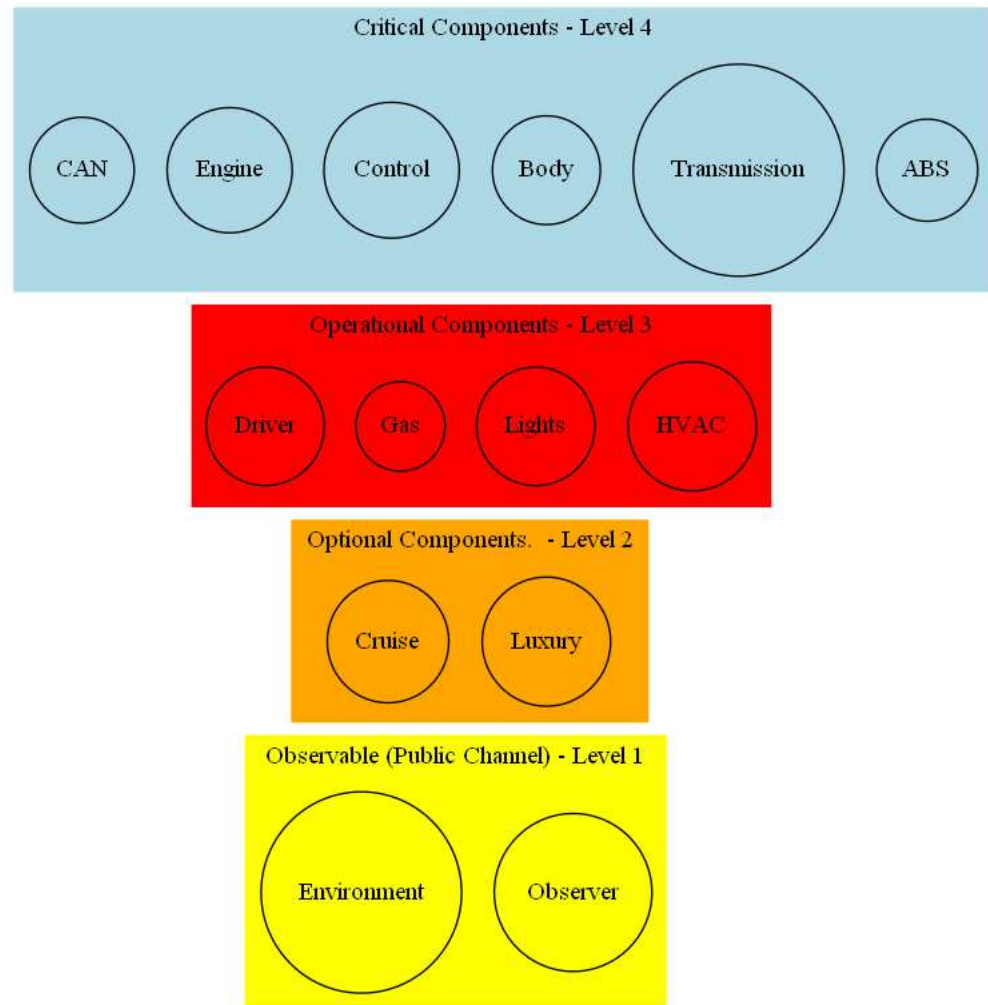 Critical Components - Level 4
CAN Engine Control Body Transmission ABS
Operational Components - Level 3
Driver Gas Lights HVAC
Optional Components. - Level 2
Cruise Luxury
Observable (Public Channel) - Level 1
Environment Observer